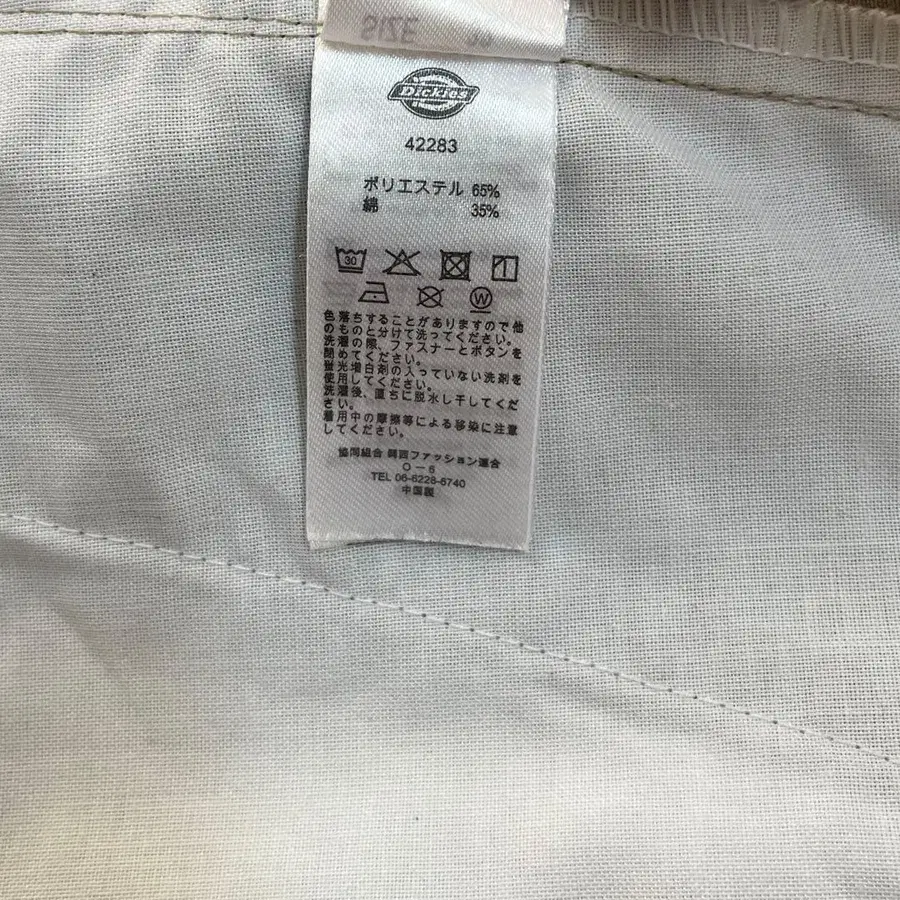 SIZE
Dickies
42283
ポリエステル 65%
綿 35%
30
W
色落ちすることがありますので他
のものと分けて洗ってください。
洗濯の際、ファスナーとボタンを
閉めてください。
蛍光増白剤の入っていない洗剤を
使用してください。
洗濯後、直ちに脱水し干してくだ
さい。
着用中の摩擦等による移染に注意
してください。
協同組合 関西ファッション連合
O－6
TEL 06-6228-6740
中国製